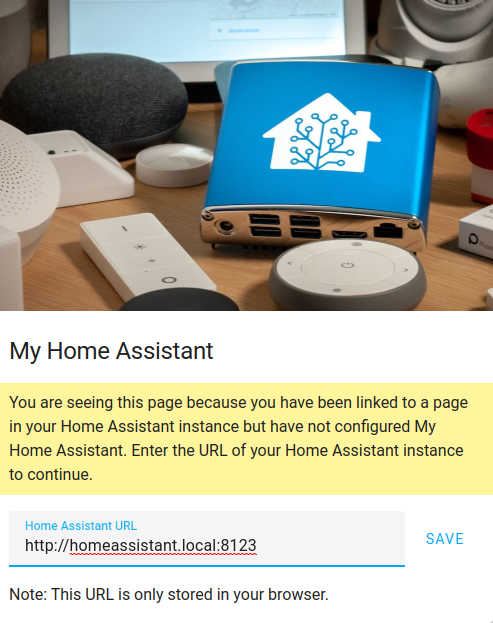 My Home Assistant
You are seeing this page because you have been linked to a page
in your Home Assistant instance but have not configured My
Home Assistant. Enter the URL of your Home Assistant instance
to continue.
Home Assistant URL
http://homeassistant.local:8123
SAVE
Note: This URL is only stored in your browser.